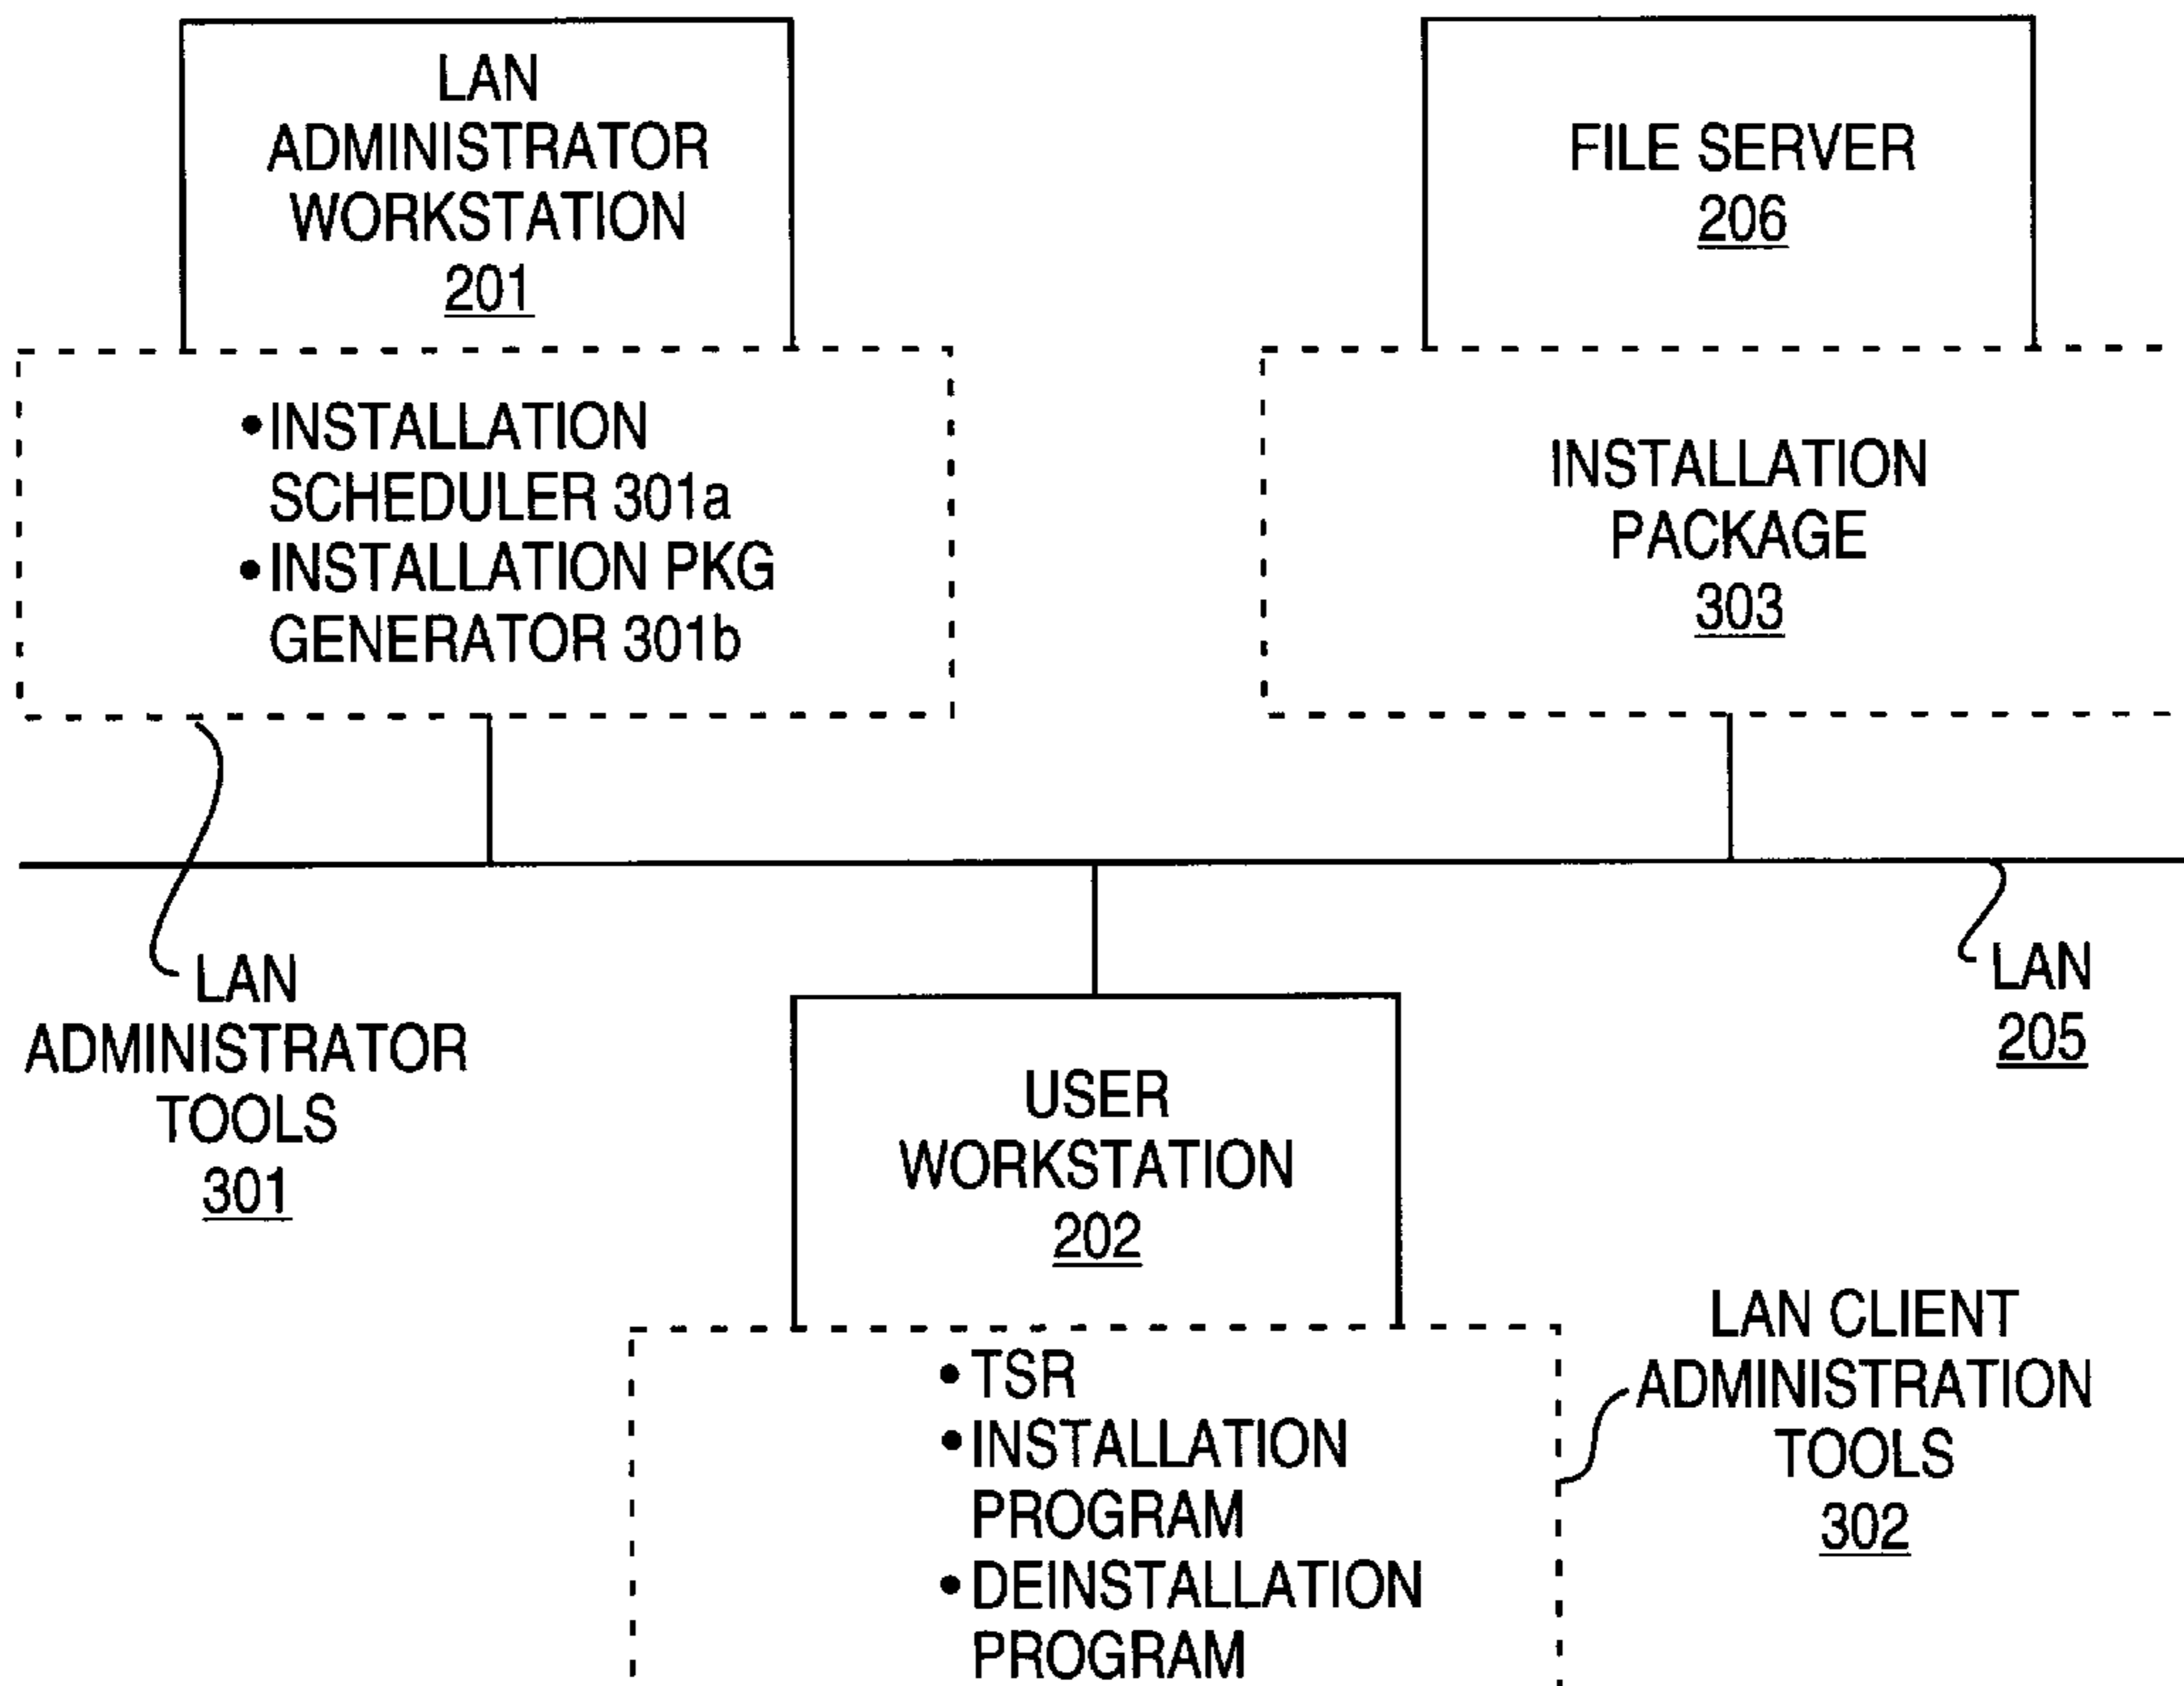 LAN
ADMINISTRATOR
WORKSTATION
201
FILE SERVER
206
•INSTALLATION
SCHEDULER 301a
•INSTALLATION PKG
GENERATOR 301b
INSTALLATION
PACKAGE
303
LAN
ADMINISTRATOR
TOOLS
301
LAN
205
USER
WORKSTATION
202
•TSR
•INSTALLATION
PROGRAM
•DEINSTALLATION
PROGRAM
LAN CLIENT
ADMINISTRATION
TOOLS
302